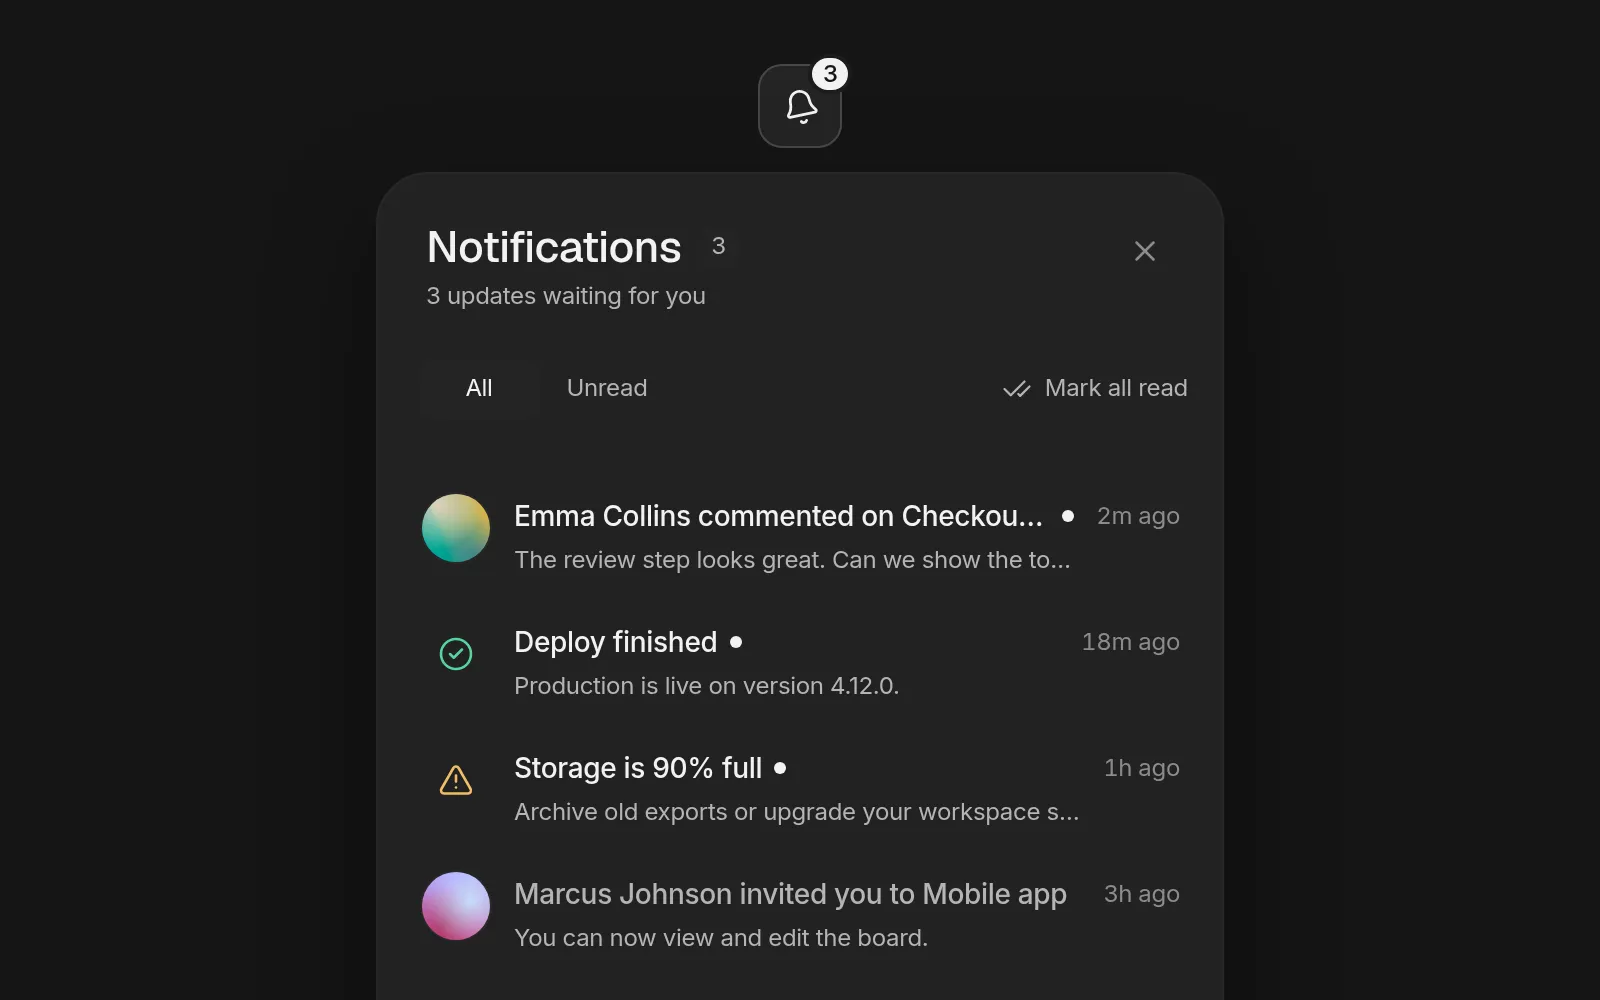 3
Notifications 3
3 updates waiting for you
All Unread Mark all read
Emma Collins commented on Checkou... 2m ago
The review step looks great. Can we show the to...
Deploy finished 18m ago
Production is live on version 4.12.0.
Storage is 90% full 1h ago
Archive old exports or upgrade your workspace s...
Marcus Johnson invited you to Mobile app 3h ago
You can now view and edit the board.